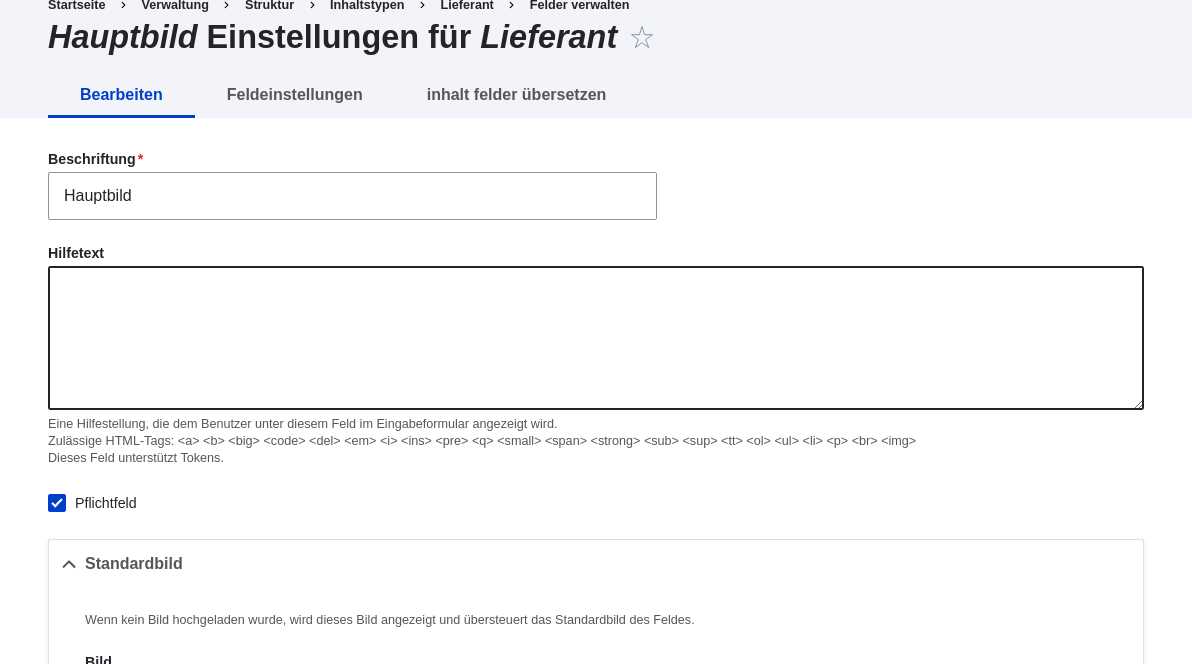 Startseite > Verwaltung > Struktur > Inhaltstypen > Lieferant > Felder verwalten
Hauptbild Einstellungen für Lieferant
Bearbeiten Feldeinstellungen inhalt felder übersetzen
Beschriftung*
Hauptbild
Hilfetext
Eine Hilfestellung, die dem Benutzer unter diesem Feld im Eingabeformular angezeigt wird.
Zulässige HTML-Tags: <a> <b> <big> <code> <del> <em> <i> <ins> <pre> <q> <small> <span> <strong> <sub> <sup> <tt> <ol> <ul> <li> <p> <br> <img>
Dieses Feld unterstützt Tokens.
Pflichtfeld
Standardbild
Wenn kein Bild hochgeladen wurde, wird dieses Bild angezeigt und übersteuert das Standardbild des Feldes.
Bild